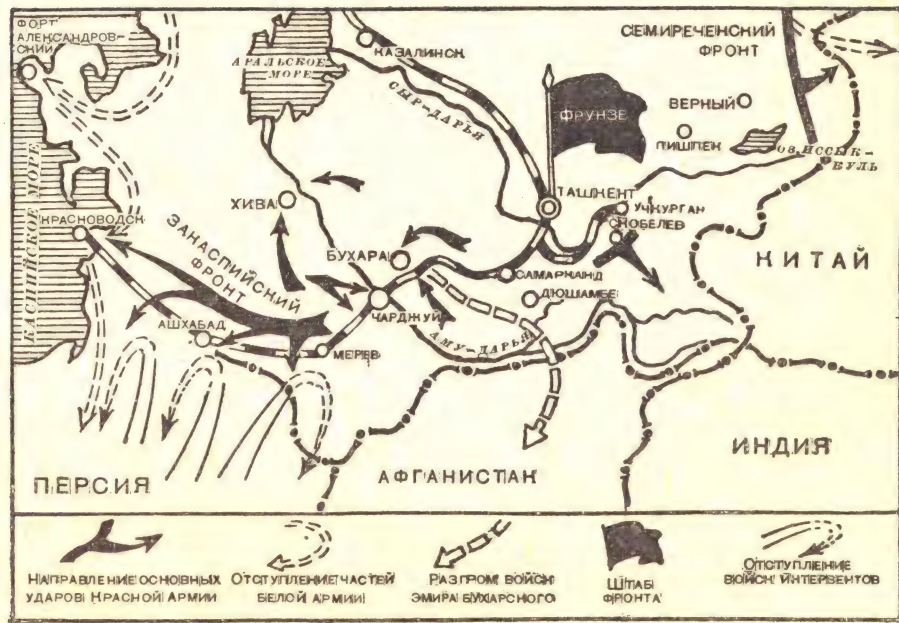 ФОРТ
АЛЕКСАНДРОВ-
СКИЙ
АРАЛЬСКОЕ
МОРЕ
КАЗАЛИНСК
СЫР-ДАРЬЯ
СЕМИРЕЧЕНСКИЙ
ФРОНТ
ФРУНЗЕ
ВЕРНЫЙ
ПИШПЕК
ОЗ. ИССЫК-
КУЛЬ
КАСПИЙСКОЕ МОРЕ
КРАСНОВОДСК
ХИВА
ЗАКАСПИЙСКИЙ
ФРОНТ
БУХАРА
ТАШКЕНТ
УЧКУРГАН
СКОБЕЛЕВ
САМАРКАНД
ДЮШАМБЕ
КИТАЙ
ЧАРДЖУЙ
АШХАБАД
МЕРВ
АМУ-ДАРЬЯ
ПЕРСИЯ
АФГАНИСТАН
ИНДИЯ
НАПРАВЛЕНИЕ ОСНОВНЫХ
УДАРОВ КРАСНОЙ АРМИИ
ОТСТУПЛЕНИЕ ЧАСТЕЙ
БЕЛОЙ АРМИИ
РАЗГРОМ ВОЙСК
ЭМИРА БУХАРСКОГО
ШТАБ
ФРОНТА
ОТСТУПЛЕНИЕ
ВОЙСК ИНТЕРВЕНТОВ